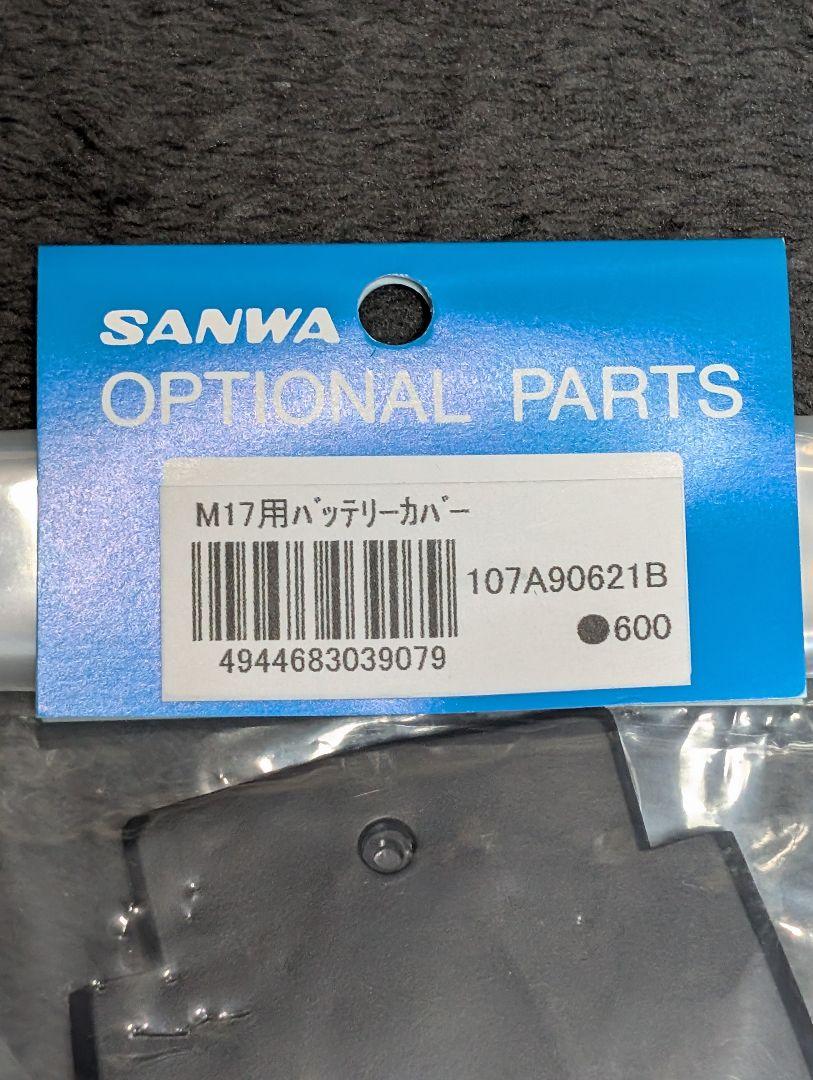 SANWA
OPTIONAL PARTS
M17用ﾊﾞｯﾃﾘｰｶﾊﾞｰ
107A90621B
●600
4944683039079